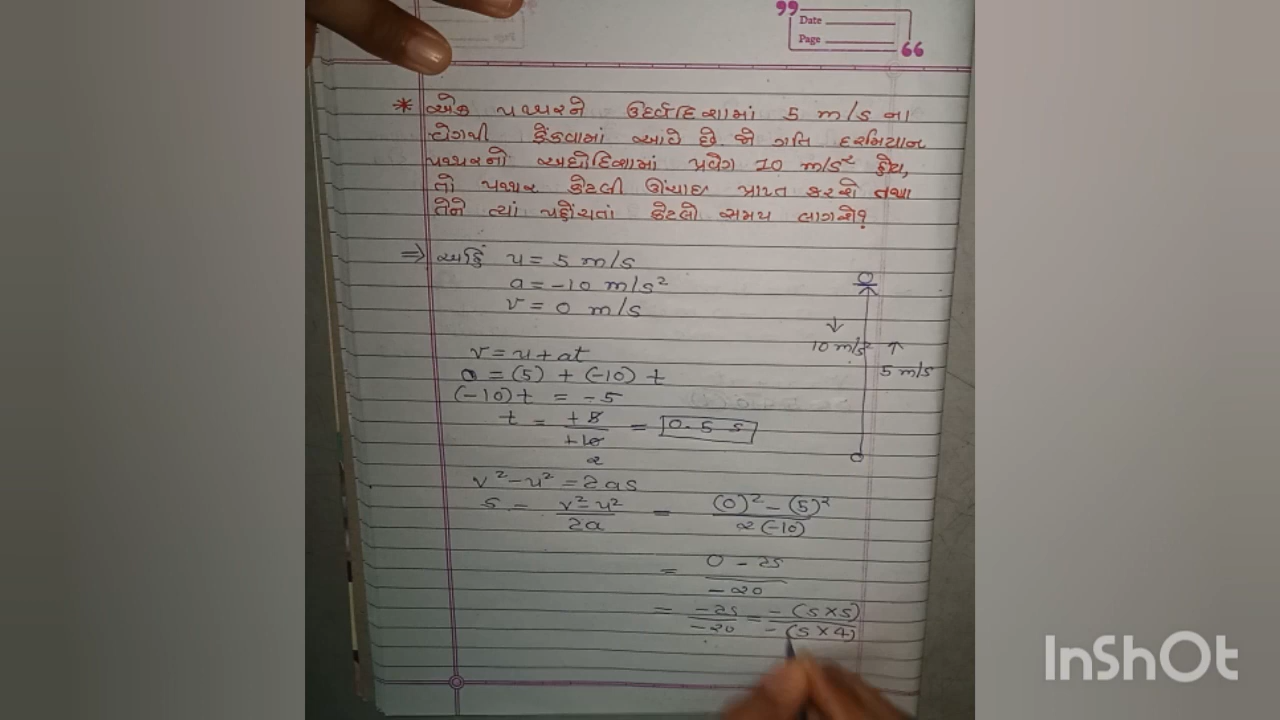 Date
Page
* એક પથ્થરને ઉર્ધ્વદિશામાં 5 m/s ના
વેગથી ફેંકવામાં આવે છે. જો ગતિ દરમિયાન
પથ્થરનો અધોદિશામાં પ્રવેગ 10 m/s² હોય,
તો પથ્થર કેટલી ઊંચાઇ પ્રાપ્ત કરશે તથા
તેને ત્યાં પહોંચતાં કેટલો સમય લાગશે?
⇒ અહિં u = 5 m/s
a = -10 m/s²
v = 0 m/s
↓
10 m/s² ↑
5 m/s
v = u + at
0 = (5) + (-10) t
(-10)t = -5
t = +5/+10 = 0.5 s
2
v² - u² = 2as
s = v² - u²/2a = (0)² - (5)²/2(-10)
= 0 - 25/-20
= -25/-20 = -(5×5)/-(5×4)
InShOt